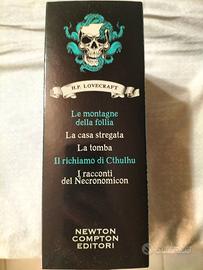 H.P. LOVECRAFT
Le montagne
della follia
La casa stregata
La tomba
Il richiamo di Cthulhu
I racconti
del Necronomicon
NEWTON
COMPTON
EDITORI
subito